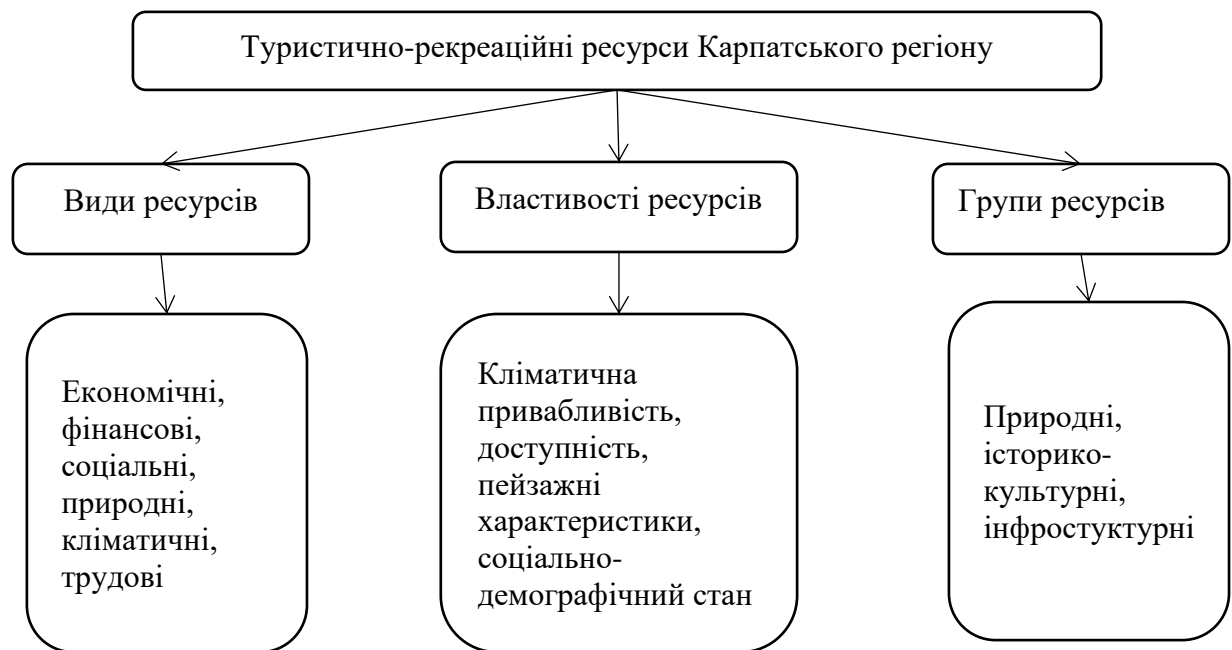 Туристично-рекреаційні ресурси Карпатського регіону
Види ресурсів
Властивості ресурсів
Групи ресурсів
Економічні,
фінансові,
соціальні,
природні,
кліматичні,
трудові
Кліматична
привабливість,
доступність,
пейзажні
характеристики,
соціально-
демографічний стан
Природні,
історико-
культурні,
інфростуктурні